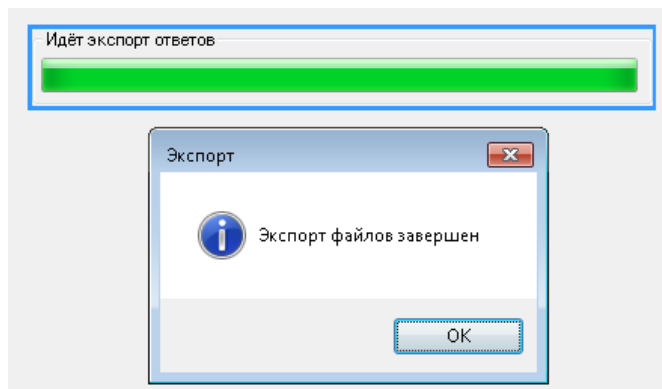 Идёт экспорт ответов
Экспорт
Экспорт файлов завершен
OK